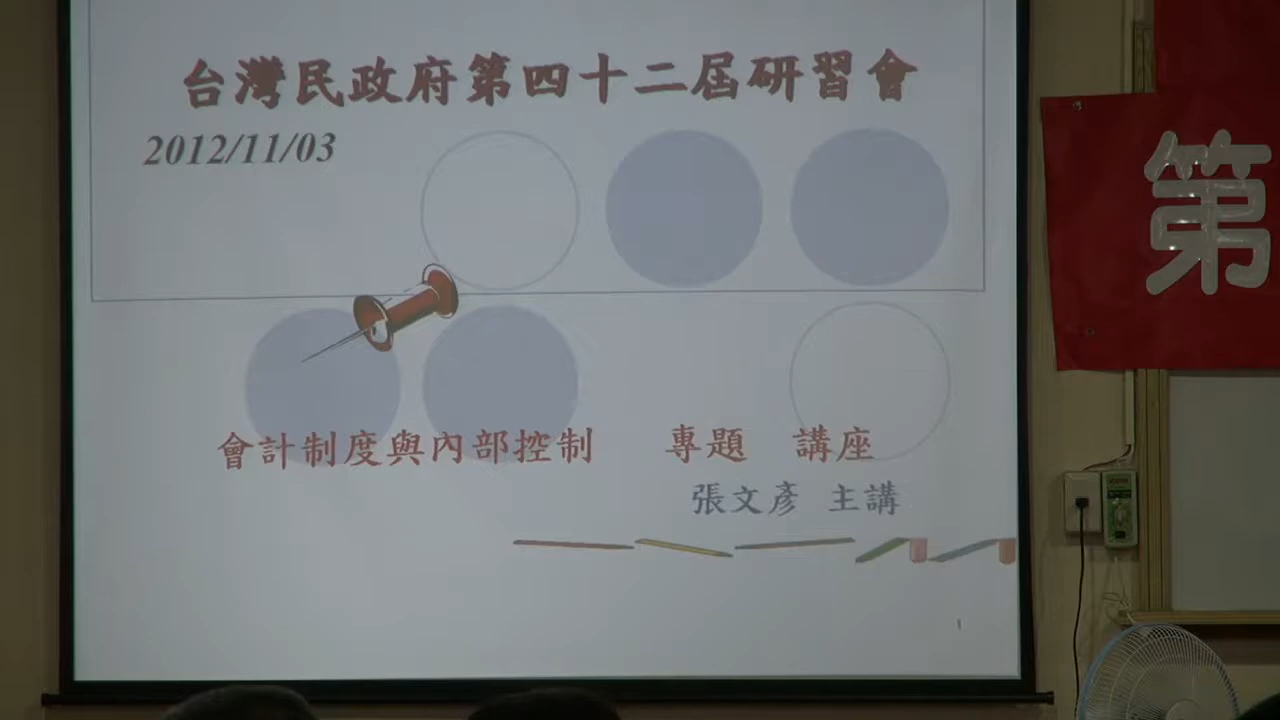 台灣民政府第四十二屆研習會
2012/11/03
會計制度與內部控制 專題 講座
張文彥 主講
1
第